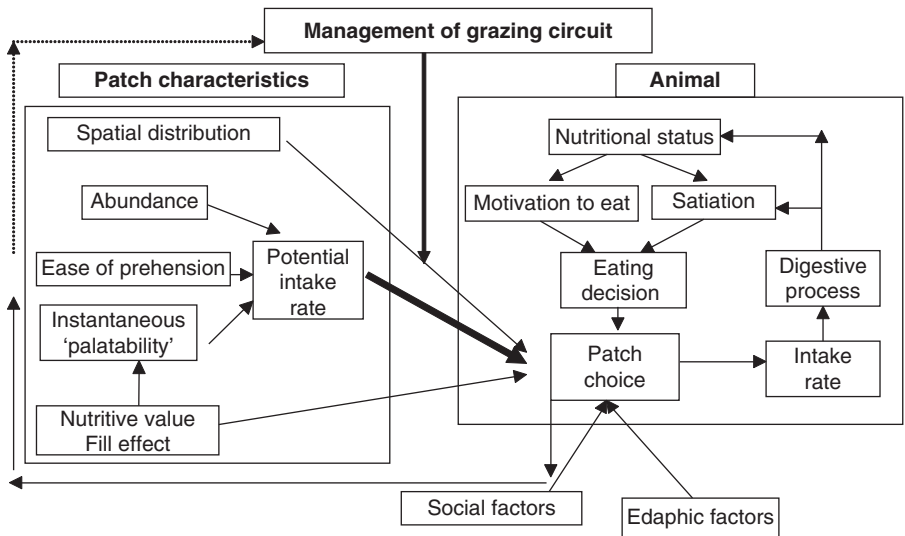 Management of grazing circuit
Patch characteristics
Animal
Spatial distribution
Abundance
Ease of prehension
Potential
intake
rate
Instantaneous
‘palatability’
Nutritive value
Fill effect
Nutritional status
Motivation to eat
Satiation
Eating
decision
Digestive
process
Patch
choice
Intake
rate
Social factors
Edaphic factors